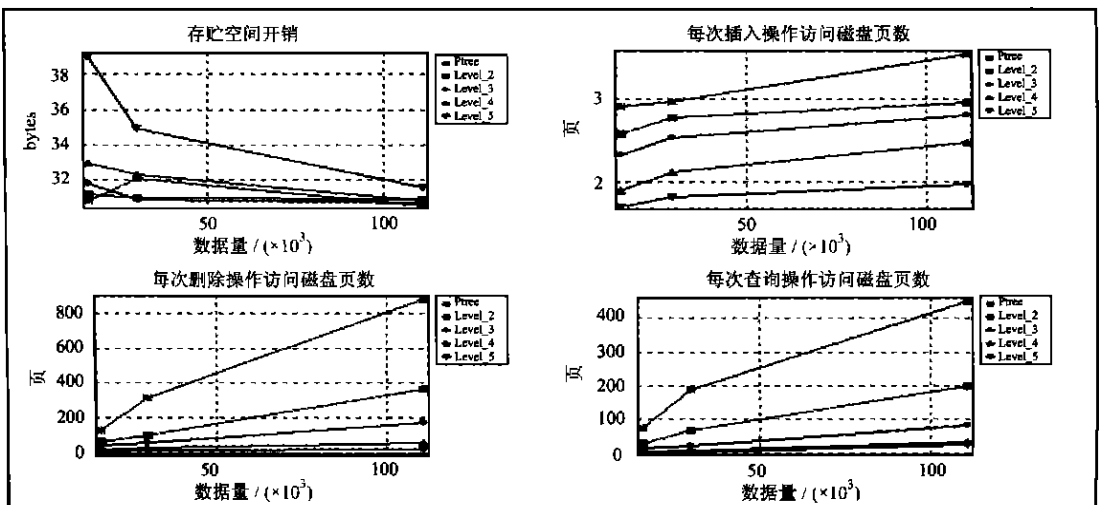 存贮空间开销
38
36
34
33
32
bytes
50
100
数据量 / (×10³)
Ptree
Level_2
Level_3
Level_4
Level_5
每次插入操作访问磁盘页数
3
2
页
50
100
数据量 / (×10³)
Ptree
Level_2
Level_3
Level_4
Level_5
每次删除操作访问磁盘页数
800
600
400
200
0
页
50
100
数据量 / (×10³)
Ptree
Level_2
Level_3
Level_4
Level_5
每次查询操作访问磁盘页数
400
300
200
100
0
页
50
100
数据量 / (×10³)
Ptree
Level_2
Level_3
Level_4
Level_5